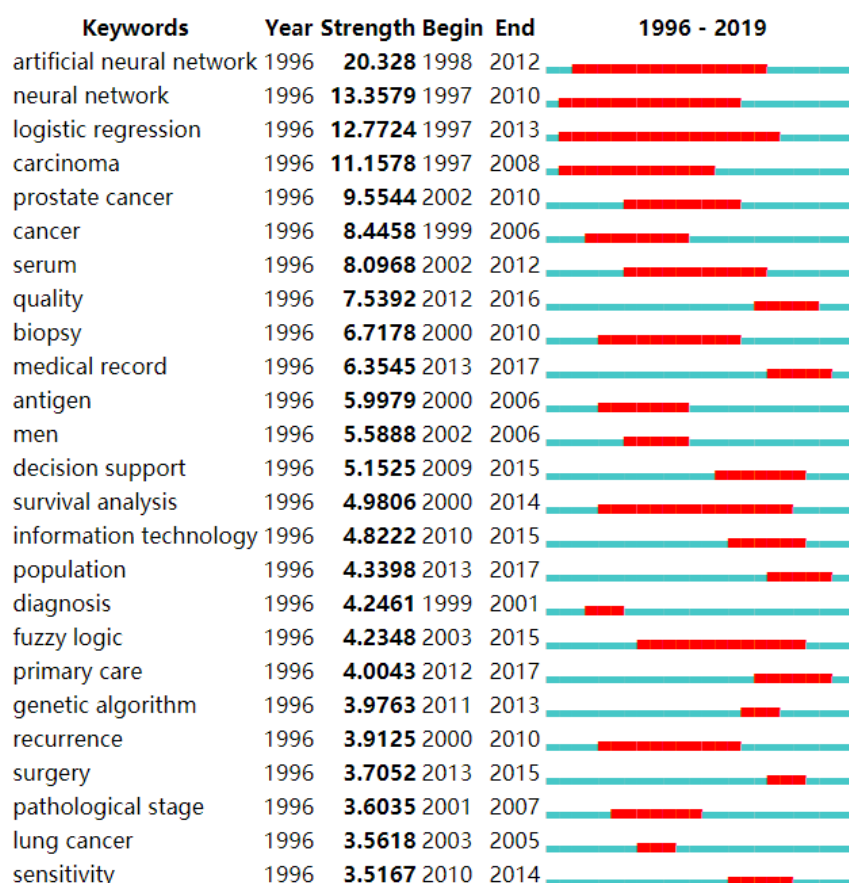 Keywords Year Strength Begin End 1996 - 2019
artificial neural network 1996 20.328 1998 2012
neural network 1996 13.3579 1997 2010
logistic regression 1996 12.7724 1997 2013
carcinoma 1996 11.1578 1997 2008
prostate cancer 1996 9.5544 2002 2010
cancer 1996 8.4458 1999 2006
serum 1996 8.0968 2002 2012
quality 1996 7.5392 2012 2016
biopsy 1996 6.7178 2000 2010
medical record 1996 6.3545 2013 2017
antigen 1996 5.9979 2000 2006
men 1996 5.5888 2002 2006
decision support 1996 5.1525 2009 2015
survival analysis 1996 4.9806 2000 2014
information technology 1996 4.8222 2010 2015
population 1996 4.3398 2013 2017
diagnosis 1996 4.2461 1999 2001
fuzzy logic 1996 4.2348 2003 2015
primary care 1996 4.0043 2012 2017
genetic algorithm 1996 3.9763 2011 2013
recurrence 1996 3.9125 2000 2010
surgery 1996 3.7052 2013 2015
pathological stage 1996 3.6035 2001 2007
lung cancer 1996 3.5618 2003 2005
sensitivity 1996 3.5167 2010 2014